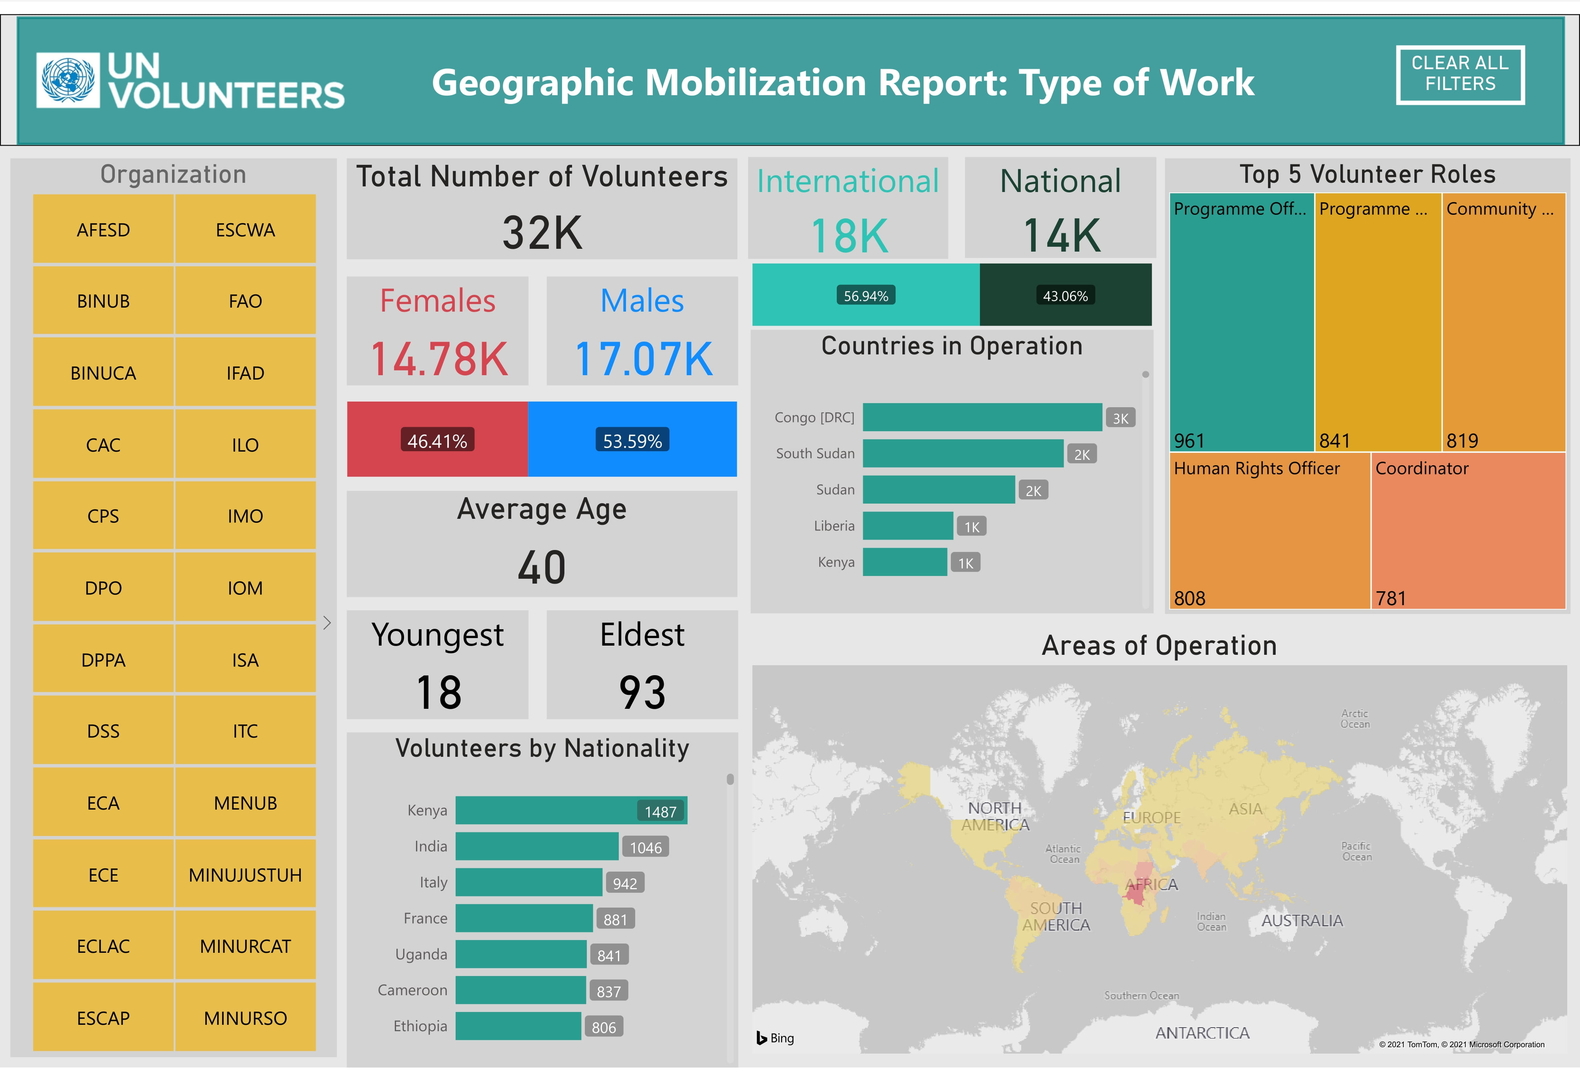 UN
VOLUNTEERS
Geographic Mobilization Report: Type of Work
CLEAR ALL
FILTERS
Organization
AFESD
ESCWA
BINUB
FAO
BINUCA
IFAD
CAC
ILO
CPS
IMO
DPO
IOM
DPPA
ISA
DSS
ITC
ECA
MENUB
ECE
MINUJUSTUH
ECLAC
MINURCAT
ESCAP
MINURSO
Total Number of Volunteers
32K
Females
14.78K
Males
17.07K
46.41%
53.59%
Average Age
40
Youngest
18
Eldest
93
Volunteers by Nationality
Kenya 1487
India 1046
Italy 942
France 881
Uganda 841
Cameroon 837
Ethiopia 806
International
18K
National
14K
56.94%
43.06%
Countries in Operation
Congo [DRC] 3K
South Sudan 2K
Sudan 2K
Liberia 1K
Kenya 1K
Top 5 Volunteer Roles
Programme Off...
961
Programme ...
841
Community ...
819
Human Rights Officer
808
Coordinator
781
Areas of Operation
Arctic
Ocean
NORTH
AMERICA
EUROPE
ASIA
Atlantic
Ocean
Pacific
Ocean
AFRICA
SOUTH
AMERICA
Indian
Ocean
AUSTRALIA
Southern Ocean
ANTARCTICA
Bing
© 2021 TomTom, © 2021 Microsoft Corporation